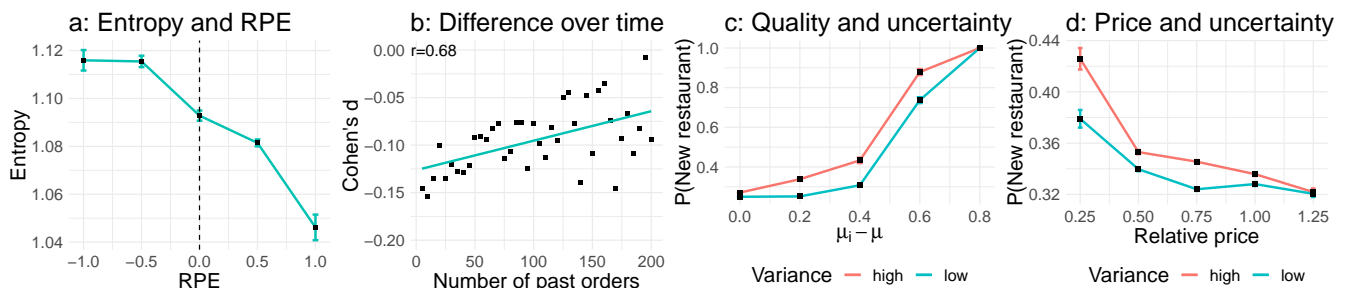 a: Entropy and RPE
1.12
1.10
1.08
1.06
1.04
Entropy
−1.0 −0.5 0.0 0.5 1.0
RPE
b: Difference over time
r=0.68
0.00
−0.05
−0.10
−0.15
−0.20
Cohen's d
0 50 100 150 200
Number of past orders
c: Quality and uncertainty
1.0
0.8
0.6
0.4
P(New restaurant)
0.0 0.2 0.4 0.6 0.8
μi − μ
Variance high low
d: Price and uncertainty
0.44
0.40
0.36
0.32
P(New restaurant)
0.25 0.50 0.75 1.00 1.25
Relative price
Variance high low